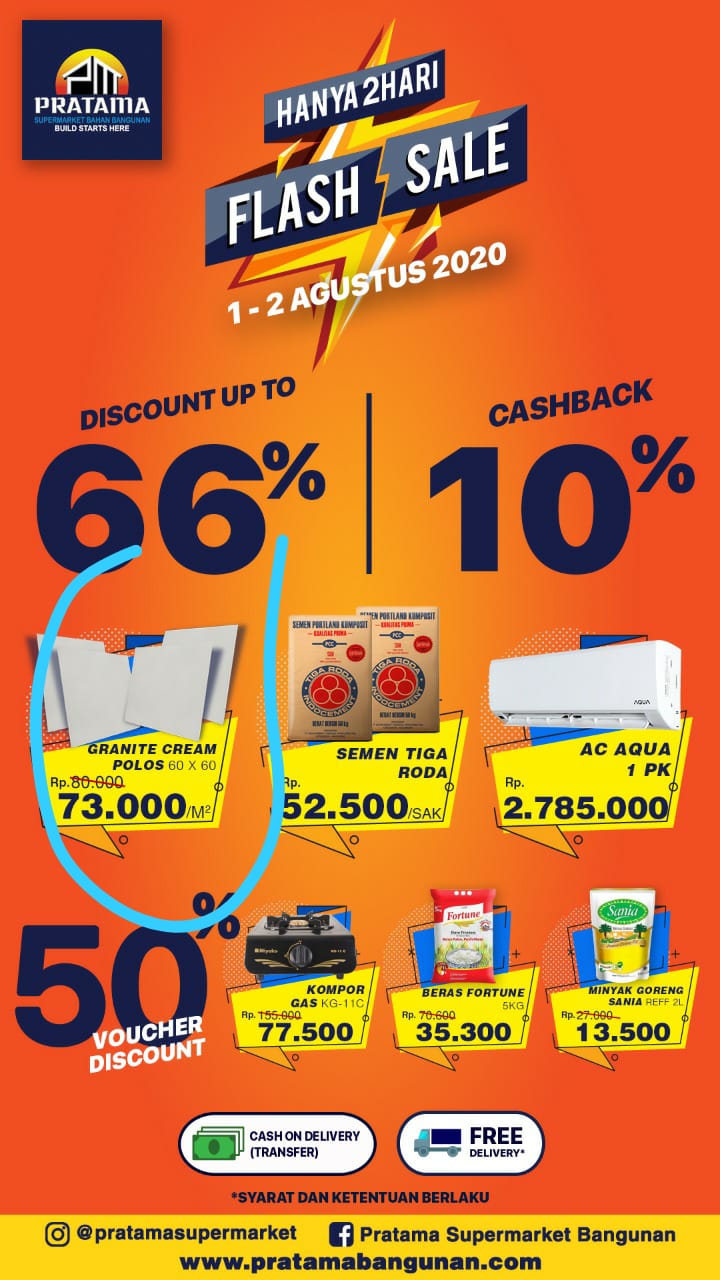 PRATAMA
SUPERMARKET BAHAN BANGUNAN
BUILD STARTS HERE
HANYA 2HARI
FLASH SALE
1 - 2 AGUSTUS 2020
DISCOUNT UP TO
66%
CASHBACK
10%
GRANITE CREAM
POLOS 60 X 60
Rp. 80.000
73.000/M²
SEMEN PORTLAND KOMPOSIT
KUALITAS PRIMA
PCC
TIGA RODA
INDOCEMENT
SEMEN TIGA
RODA
Rp.
52.500/SAK
AQUA
AC AQUA
1 PK
Rp.
2.785.000
50%
VOUCHER
DISCOUNT
Miyako
KOMPOR
GAS KG-11C
Rp. 155.000
77.500
Fortune
BERAS FORTUNE
5KG
Rp. 70.600
35.300
Sania
MINYAK GORENG
SANIA REFF 2L
Rp. 27.000
13.500
CASH ON DELIVERY
(TRANSFER)
FREE
DELIVERY*
*SYARAT DAN KETENTUAN BERLAKU
@pratamasupermarket
Pratama Supermarket Bangunan
www.pratamabangunan.com